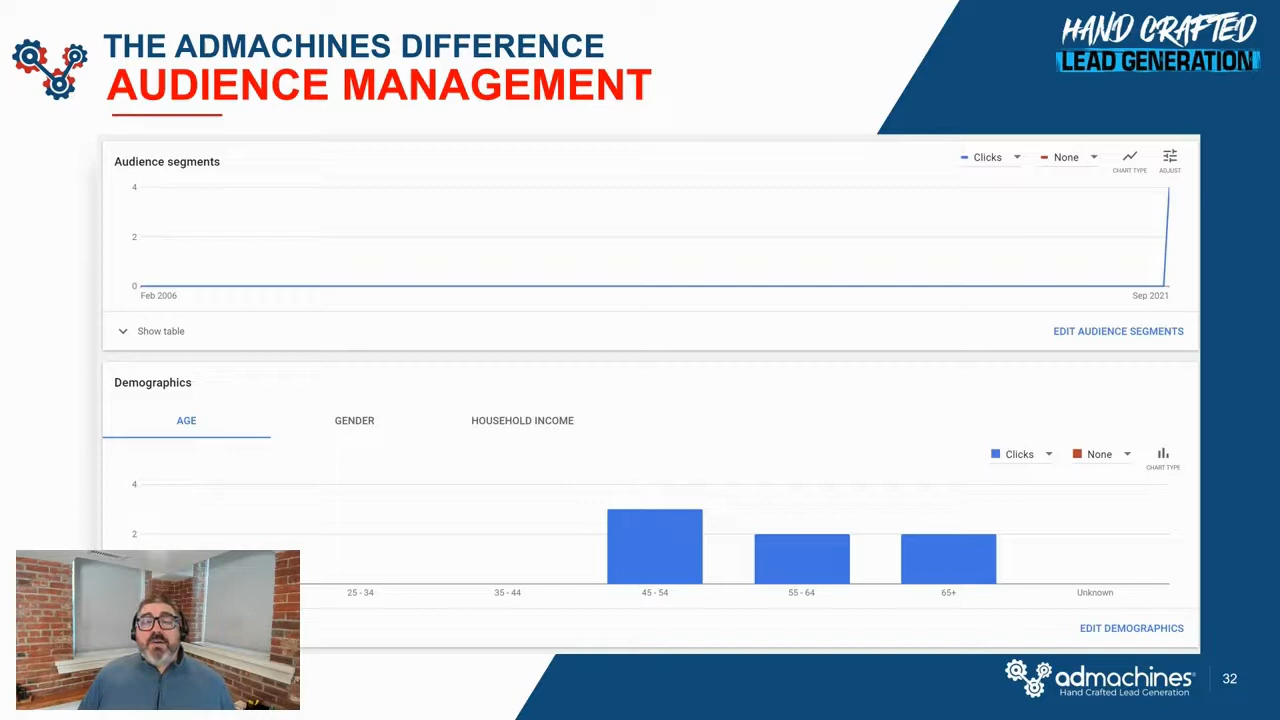 THE ADMACHINES DIFFERENCE
AUDIENCE MANAGEMENT
HAND CRAFTED
LEAD GENERATION
Audience segments
Clicks
None
CHART TYPE
ADJUST
4
2
0
Feb 2006
Sep 2021
Show table
EDIT AUDIENCE SEGMENTS
Demographics
AGE
GENDER
HOUSEHOLD INCOME
Clicks
None
CHART TYPE
4
2
25 - 34
35 - 44
45 - 54
55 - 64
65+
Unknown
EDIT DEMOGRAPHICS
admachines®
Hand Crafted Lead Generation
32